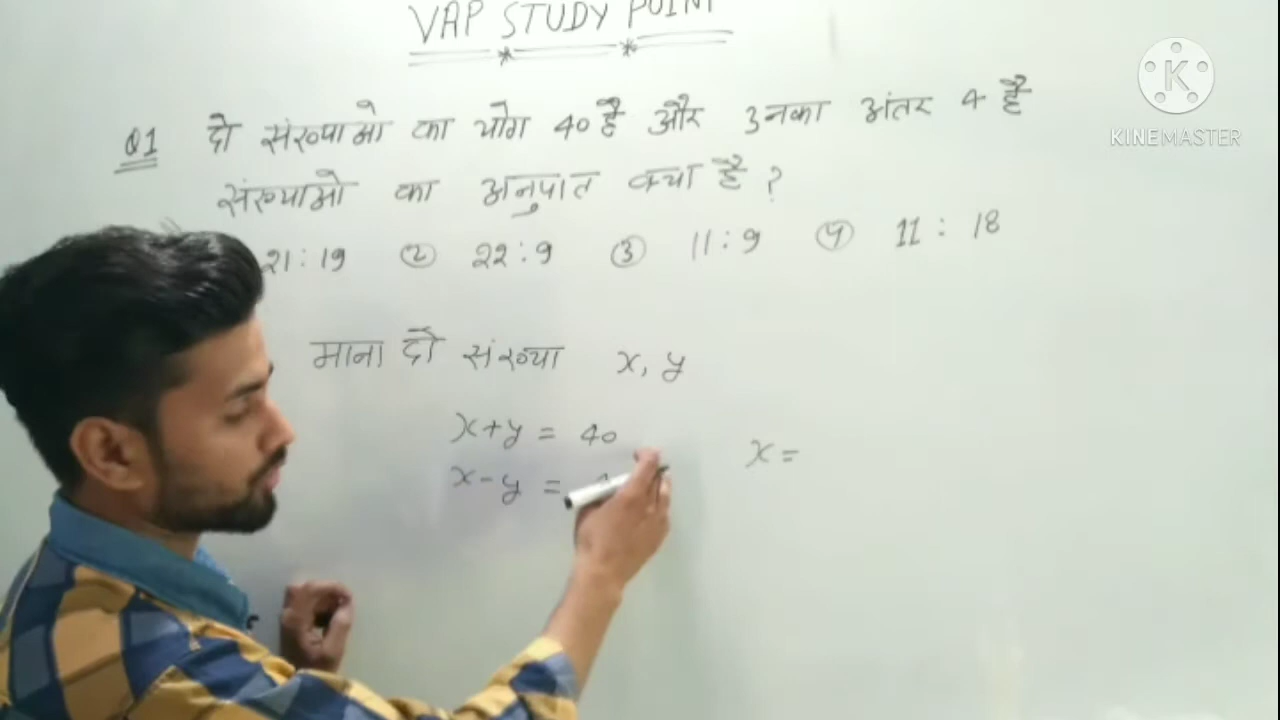 VAP STUDY POINT
Q1 दो संख्याओ का योग 40 है और उनका अंतर 4 है
संख्याओ का अनुपात क्या है ?
21 : 19 ② 22 : 9 ③ 11 : 9 ④ 11 : 18
माना दो संख्या x, y
x+y = 40
x-y =
x =
KINEMASTER